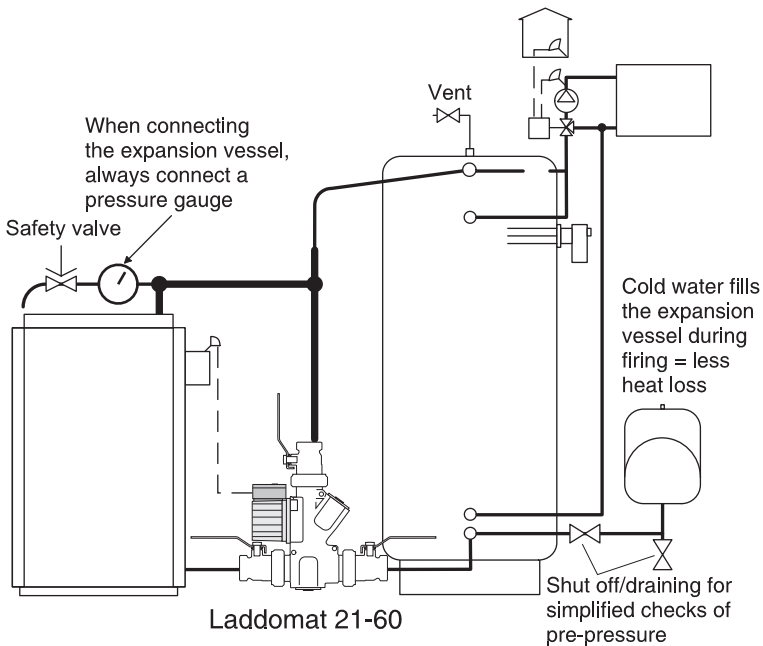 Vent
When connecting
the expansion vessel,
always connect a
pressure gauge
Safety valve
Cold water fills
the expansion
vessel during
firing = less
heat loss
Shut off/draining for
simplified checks of
pre-pressure
Laddomat 21-60